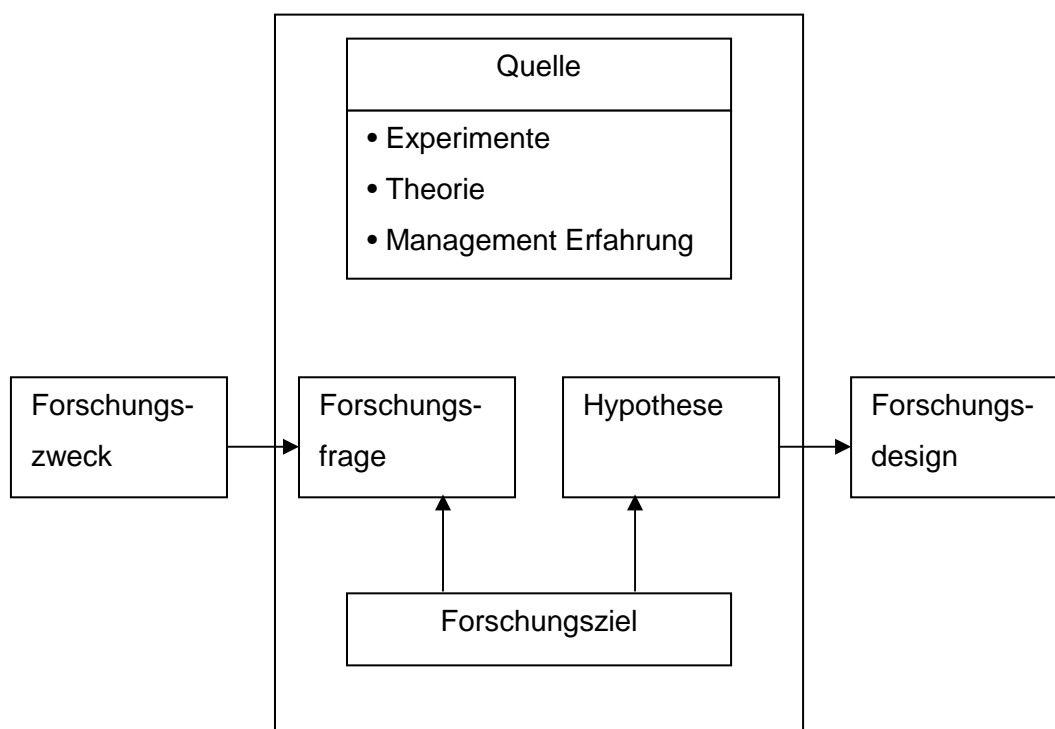 Quelle
• Experimente
• Theorie
• Management Erfahrung
Forschungs-
zweck
Forschungs-
frage
Hypothese
Forschungs-
design
Forschungsziel